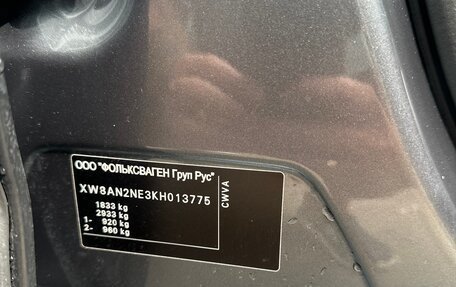 ООО "ФОЛЬКСВАГЕН Груп Рус"
XW8AN2NE3KH013775
1833 kg
2933 kg
1- 920 kg
2- 960 kg
CWVA